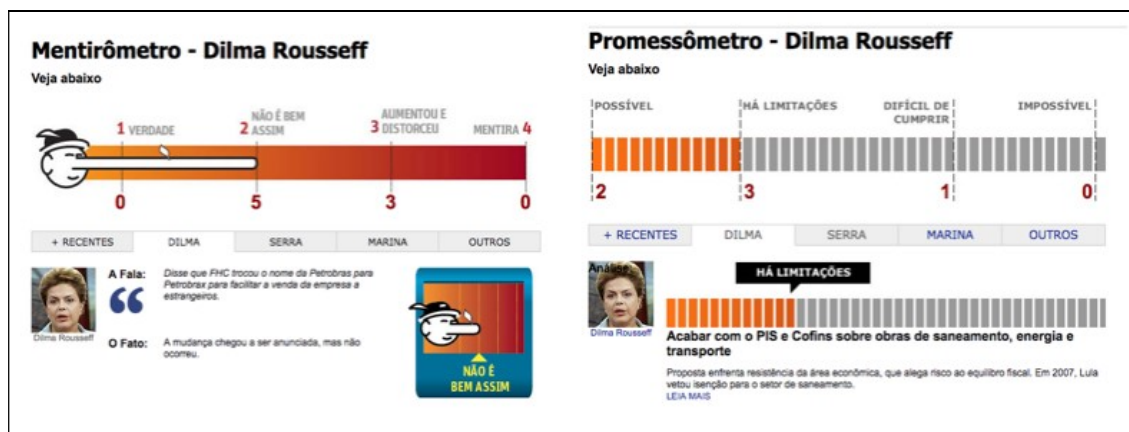 Mentirômetro - Dilma Rousseff
Veja abaixo
1 VERDADE
2 NÃO É BEM
ASSIM
3 AUMENTOU E
DISTORCEU
MENTIRA 4
0
5
3
0
+ RECENTES
DILMA
SERRA
MARINA
OUTROS
Dilma Rousseff
A Fala:
Disse que FHC trocou o nome da Petrobras para
Petrobrax para facilitar a venda da empresa a
estrangeiros.
O Fato:
A mudança chegou a ser anunciada, mas não
ocorreu.
NÃO É
BEM ASSIM
Promessômetro - Dilma Rousseff
Veja abaixo
POSSÍVEL
HÁ LIMITAÇÕES
DIFÍCIL DE
CUMPRIR
IMPOSSÍVEL
2
3
1
0
+ RECENTES
DILMA
SERRA
MARINA
OUTROS
Análise
Dilma Rousseff
HÁ LIMITAÇÕES
Acabar com o PIS e Cofins sobre obras de saneamento, energia e
transporte
Proposta enfrenta resistência da área econômica, que alega risco ao equilíbrio fiscal. Em 2007, Lula
vetou isenção para o setor de saneamento.
LEIA MAIS